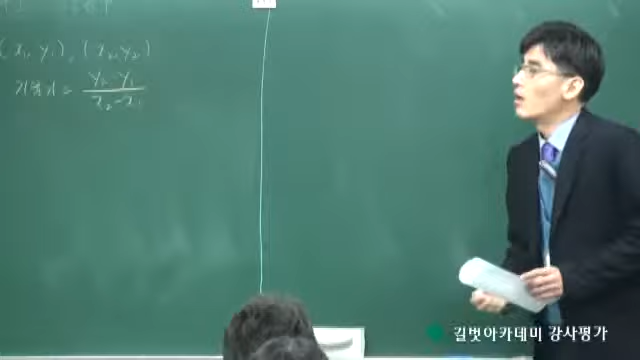 (x₁, y₁), (x₂, y₂)
기울기 = (y₂-y₁)/(x₂-x₁)
길벗아카데미 강사평가